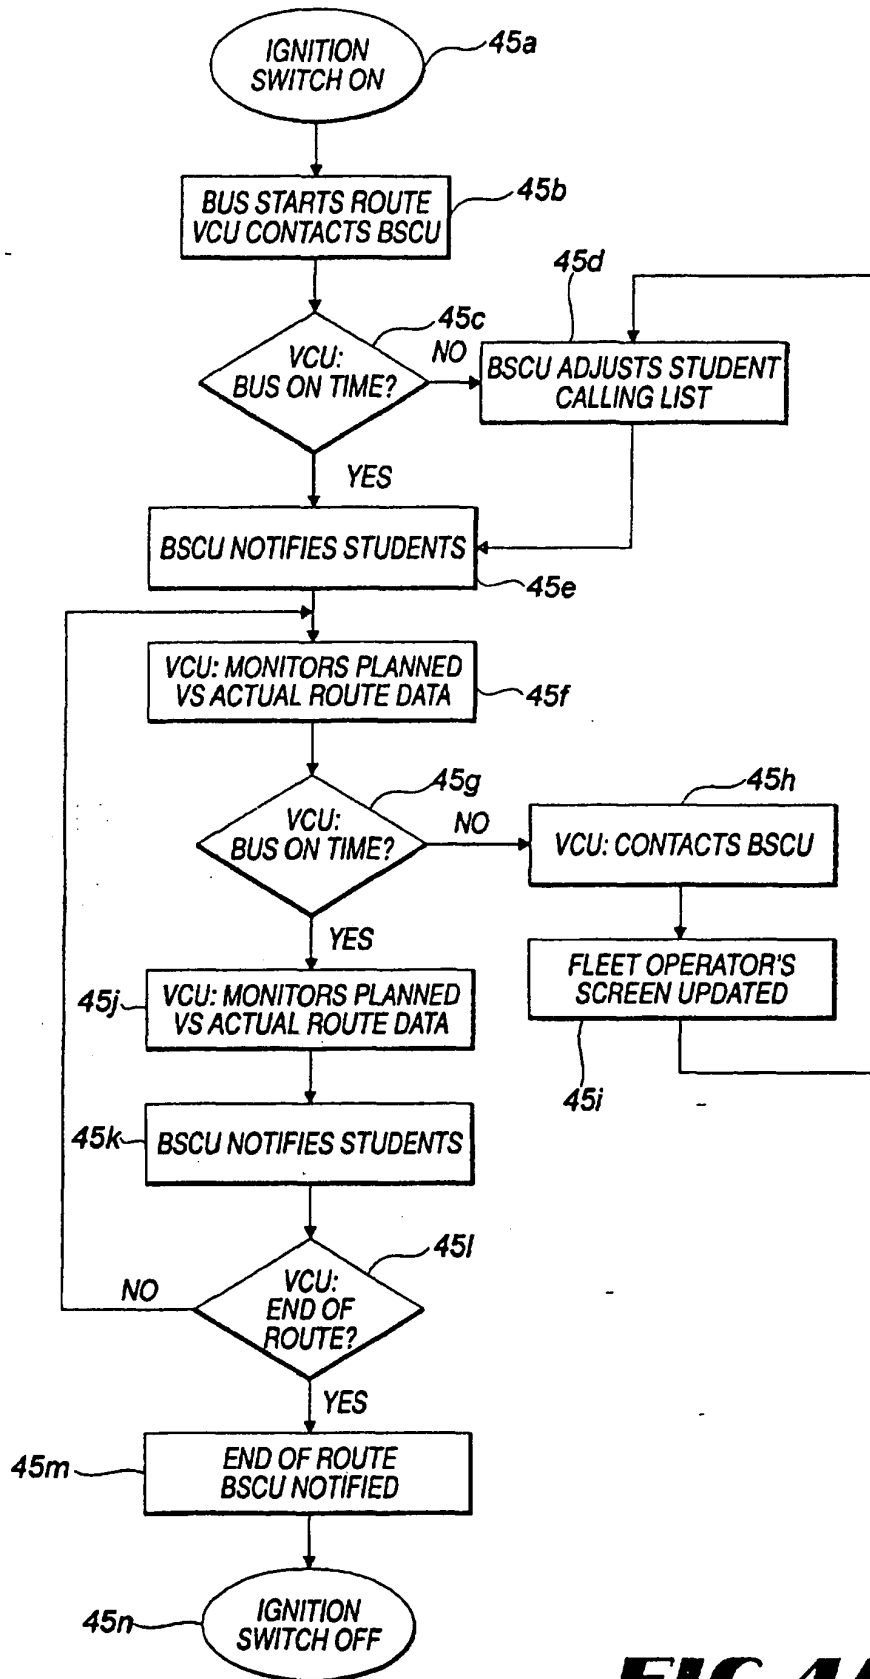 IGNITION
SWITCH ON
45a
BUS STARTS ROUTE
VCU CONTACTS BSCU
45b
45c
VCU:
BUS ON TIME?
NO
45d
BSCU ADJUSTS STUDENT
CALLING LIST
YES
BSCU NOTIFIES STUDENTS
45e
VCU: MONITORS PLANNED
VS ACTUAL ROUTE DATA
45f
45g
VCU:
BUS ON TIME?
NO
45h
VCU: CONTACTS BSCU
YES
FLEET OPERATOR'S
SCREEN UPDATED
45i
45j
VCU: MONITORS PLANNED
VS ACTUAL ROUTE DATA
45k
BSCU NOTIFIES STUDENTS
45l
VCU:
END OF
ROUTE?
NO
YES
45m
END OF ROUTE
BSCU NOTIFIED
45n
IGNITION
SWITCH OFF